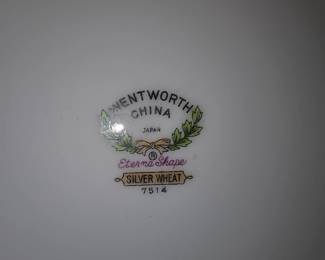 WENTWORTH
CHINA
JAPAN
Eterna Shape
SILVER WHEAT
7514